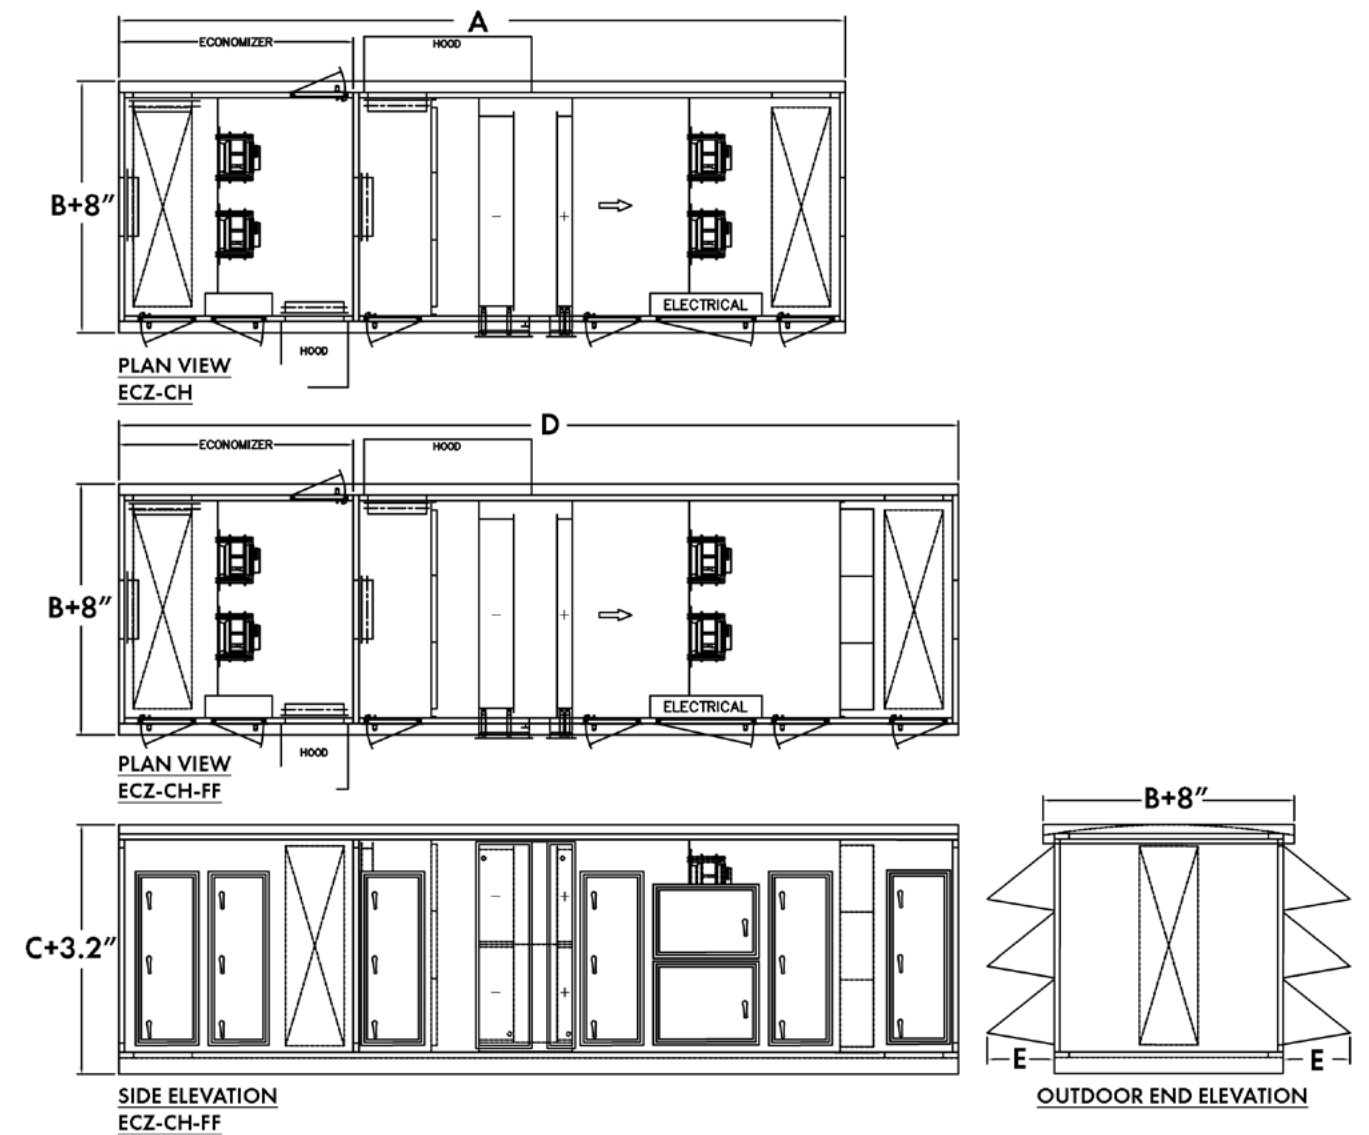 A
ECONOMIZER
HOOD
B+8"
- +
ELECTRICAL
HOOD
PLAN VIEW
ECZ-CH
D
ECONOMIZER
HOOD
B+8"
- +
ELECTRICAL
HOOD
PLAN VIEW
ECZ-CH-FF
B+8"
C+3.2"
- +
- +
E E
SIDE ELEVATION
ECZ-CH-FF
OUTDOOR END ELEVATION